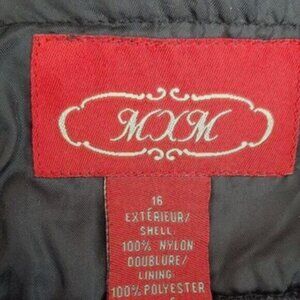 MXM
16
EXTÉRIEUR/
SHELL
100% NYLON
DOUBLURE/
LINING
100% POLYESTER